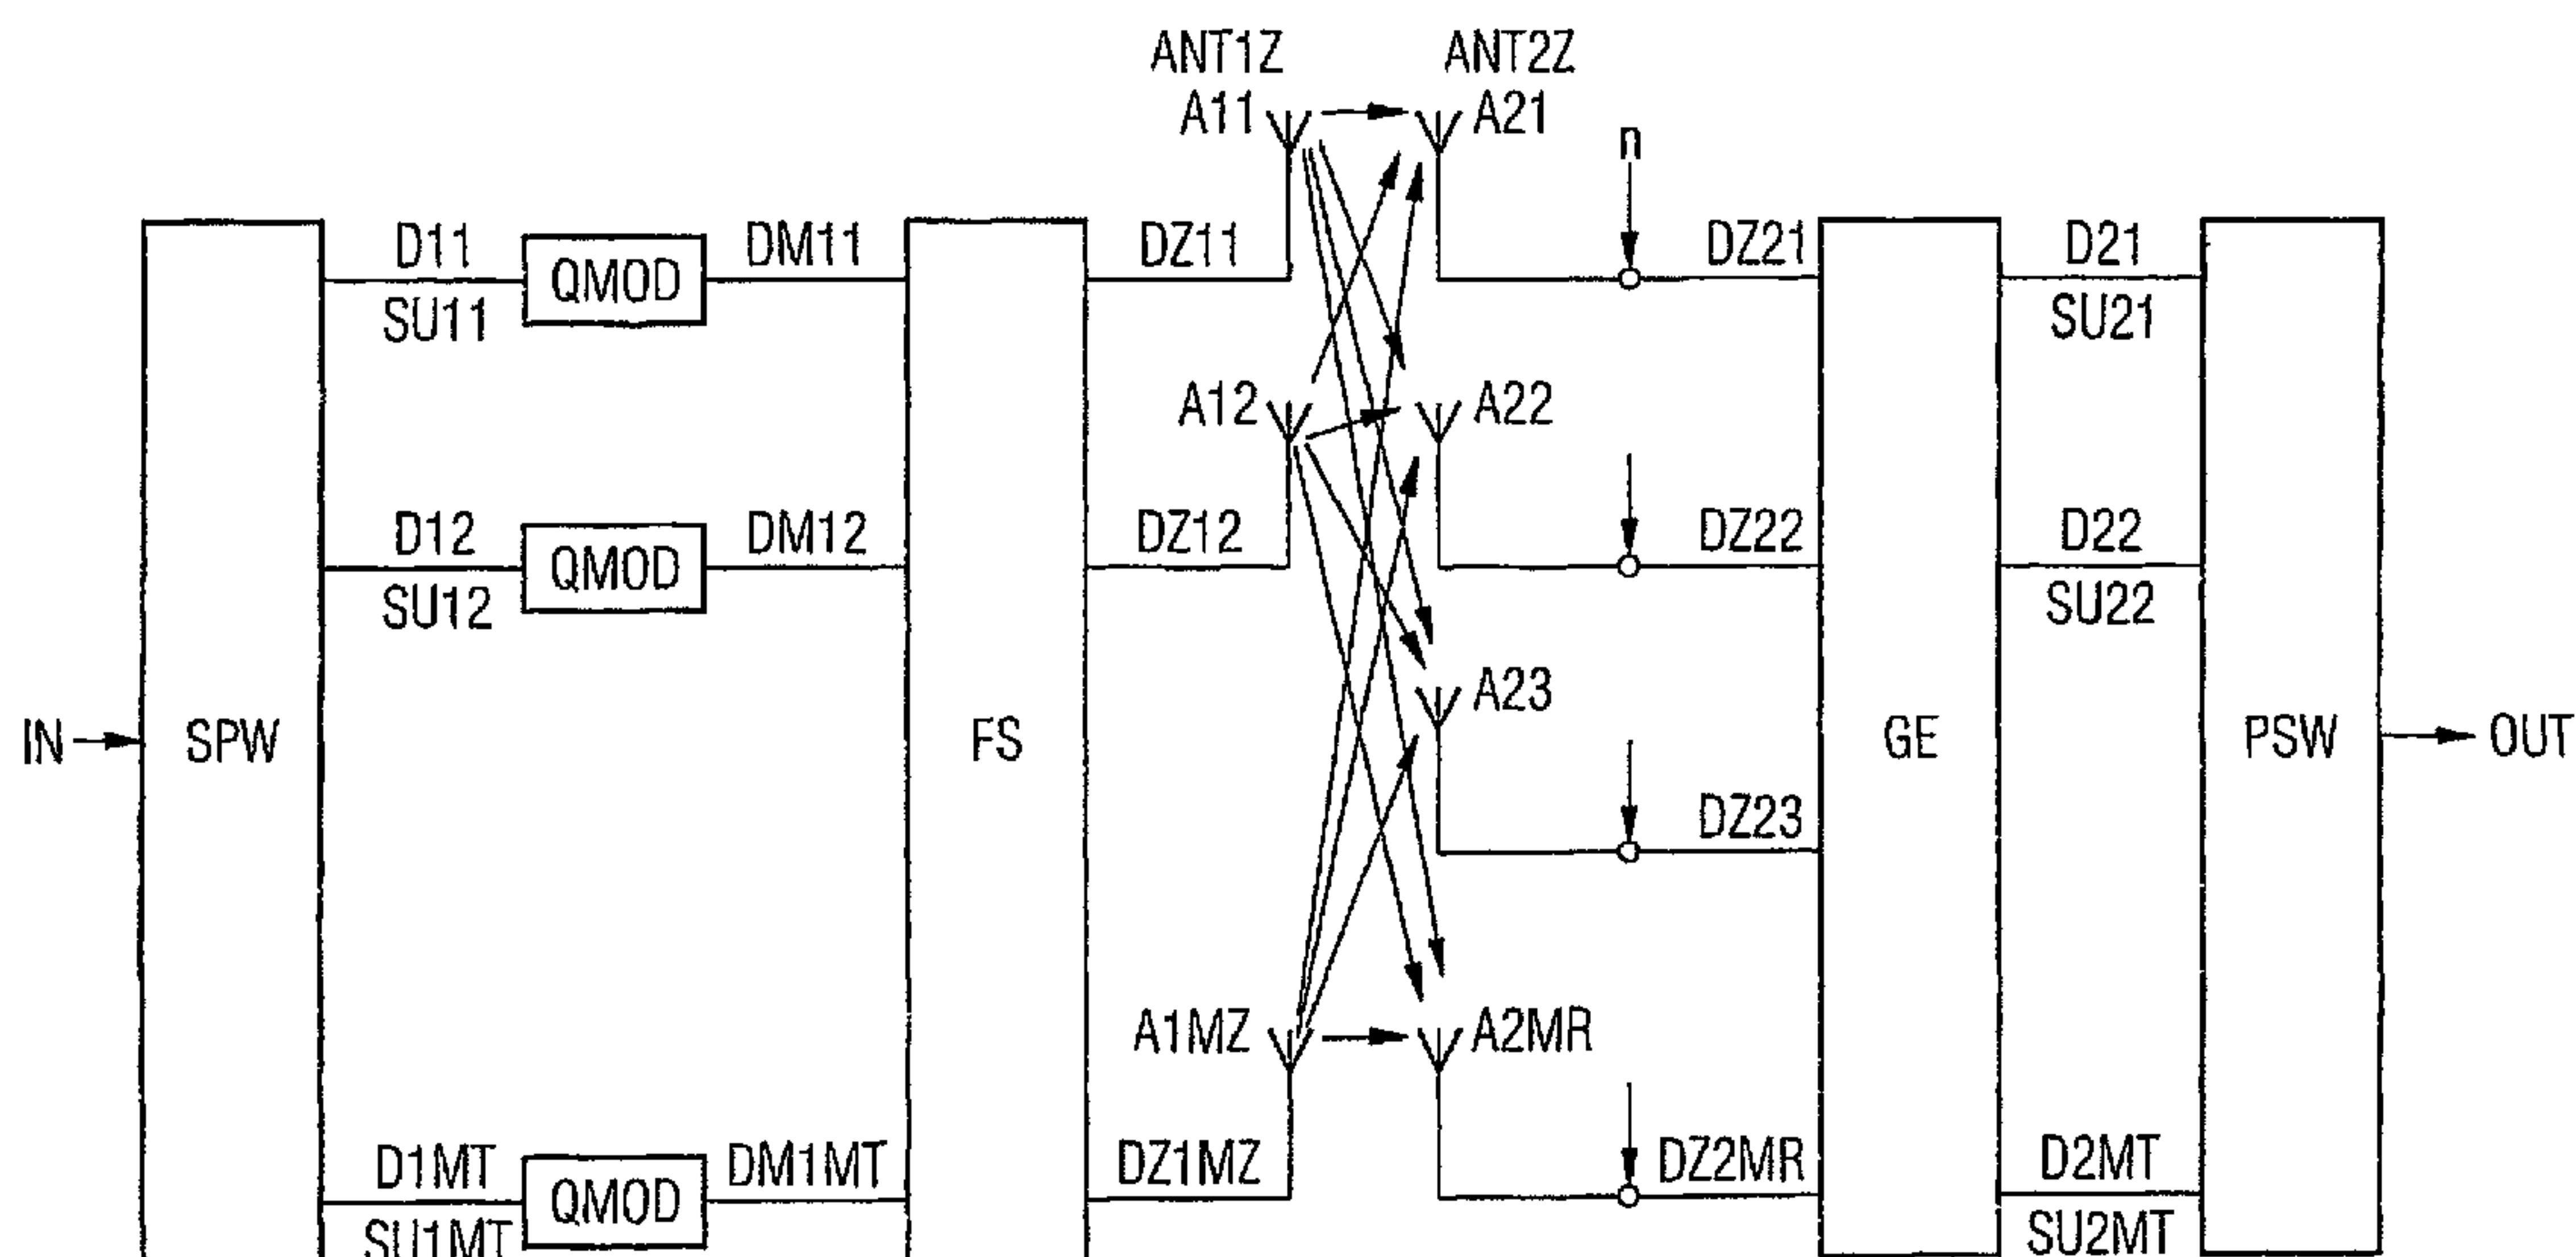 ANT1Z ANT2Z
A11 A21
n
D11 DM11 DZ11 DZ21 D21
QMOD
SU11 SU21
A12 A22
D12 DM12 DZ12 DZ22 D22
QMOD
SU12 SU22
A23
IN SPW FS GE PSW OUT
DZ23
A1MZ A2MR
D1MT DM1MT DZ1MZ DZ2MR D2MT
QMOD
SU1MT SU2MT